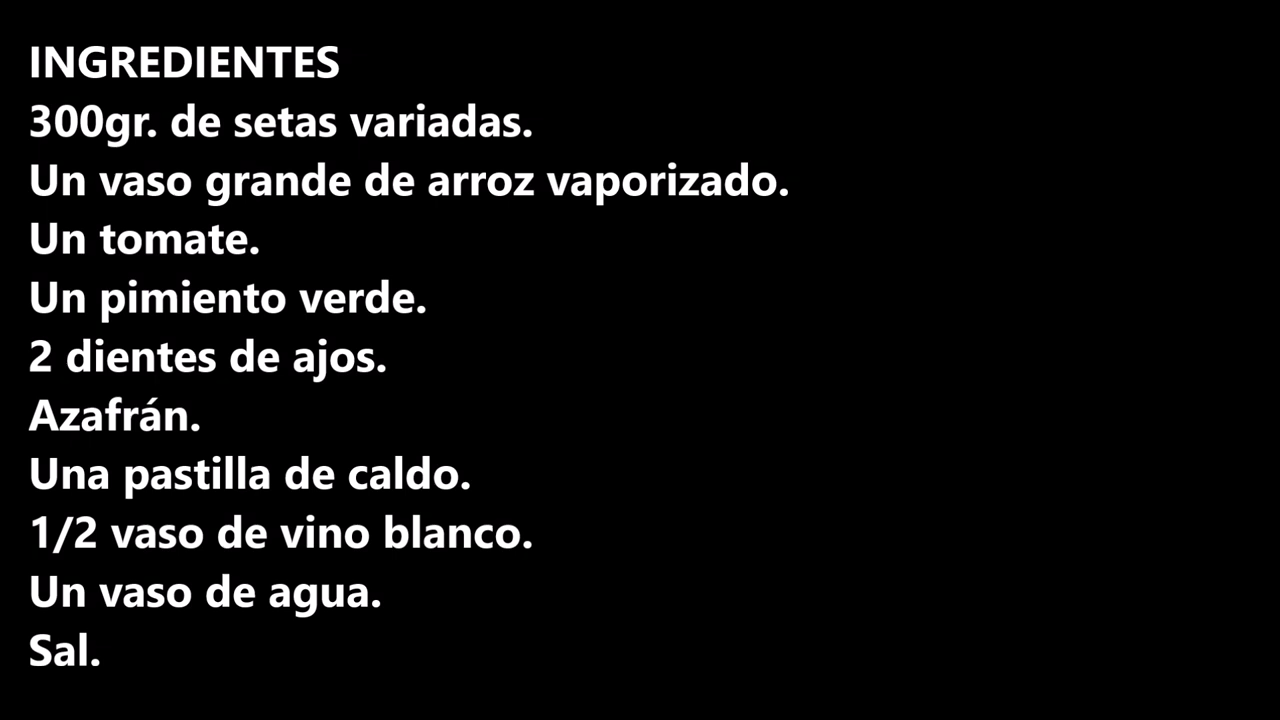 INGREDIENTES
300gr. de setas variadas.
Un vaso grande de arroz vaporizado.
Un tomate.
Un pimiento verde.
2 dientes de ajos.
Azafrán.
Una pastilla de caldo.
1/2 vaso de vino blanco.
Un vaso de agua.
Sal.